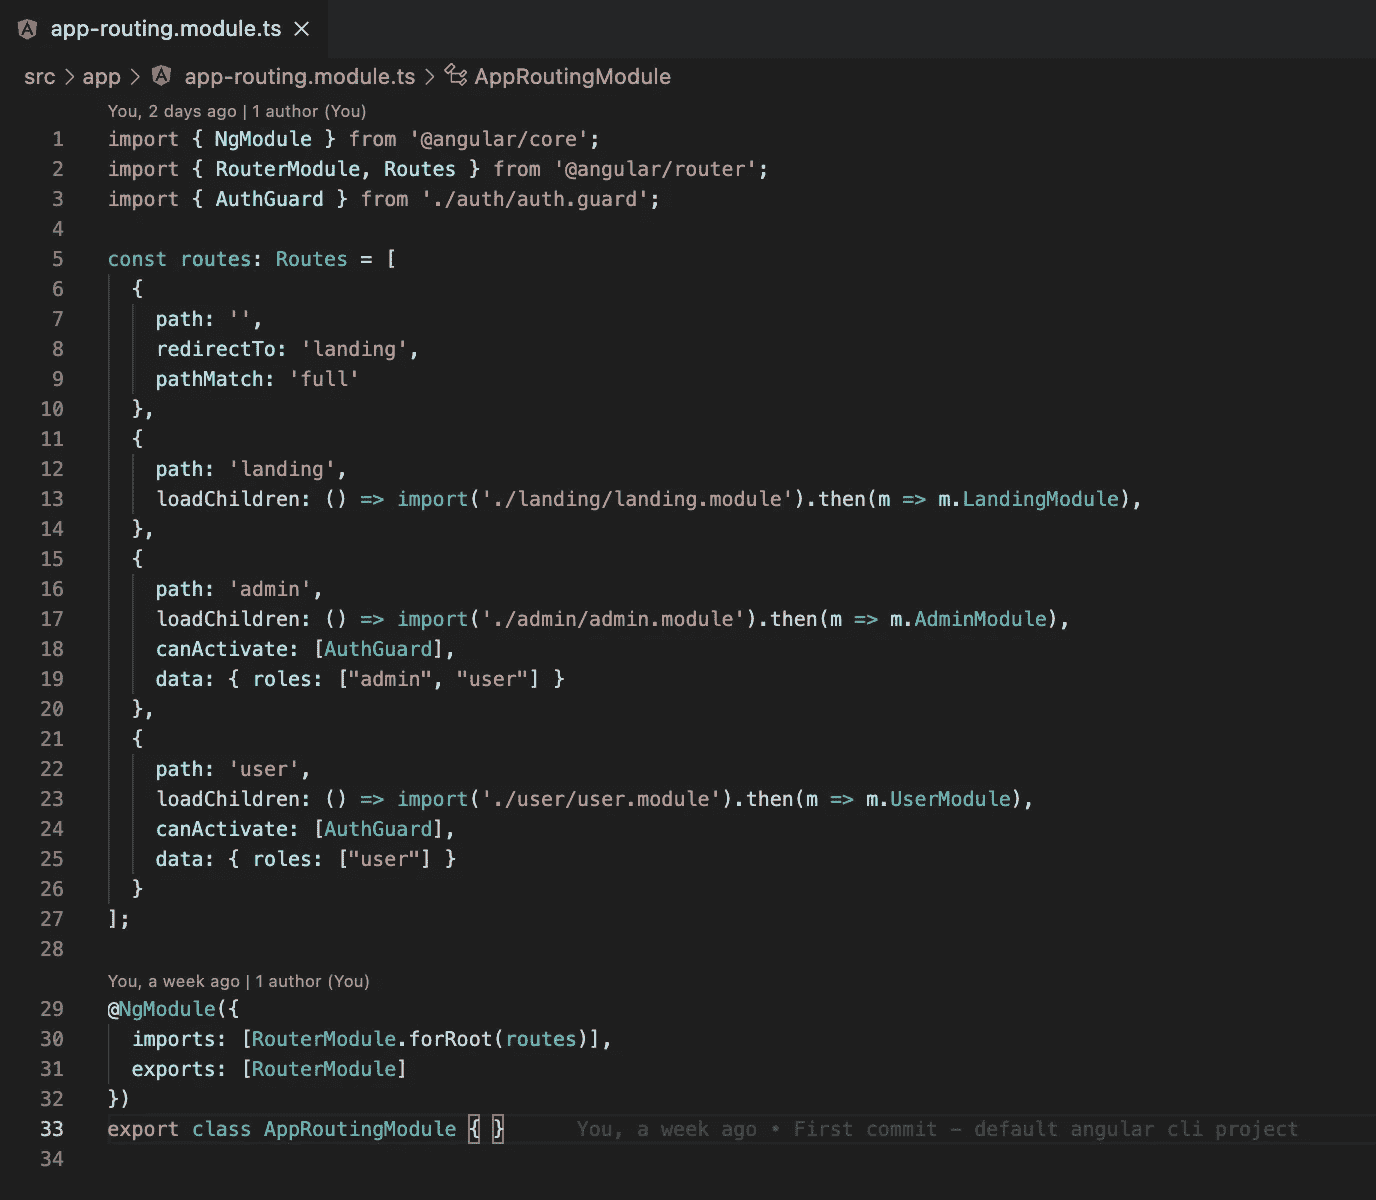 app-routing.module.ts ×
src > app > app-routing.module.ts > AppRoutingModule
You, 2 days ago | 1 author (You)
1 import { NgModule } from '@angular/core';
2 import { RouterModule, Routes } from '@angular/router';
3 import { AuthGuard } from './auth/auth.guard';
4
5 const routes: Routes = [
6   {
7     path: '',
8     redirectTo: 'landing',
9     pathMatch: 'full'
10   },
11   {
12     path: 'landing',
13     loadChildren: () => import('./landing/landing.module').then(m => m.LandingModule),
14   },
15   {
16     path: 'admin',
17     loadChildren: () => import('./admin/admin.module').then(m => m.AdminModule),
18     canActivate: [AuthGuard],
19     data: { roles: ["admin", "user"] }
20   },
21   {
22     path: 'user',
23     loadChildren: () => import('./user/user.module').then(m => m.UserModule),
24     canActivate: [AuthGuard],
25     data: { roles: ["user"] }
26   }
27 ];
28
You, a week ago | 1 author (You)
29 @NgModule({
30   imports: [RouterModule.forRoot(routes)],
31   exports: [RouterModule]
32 })
33 export class AppRoutingModule { }      You, a week ago • First commit – default angular cli project
34